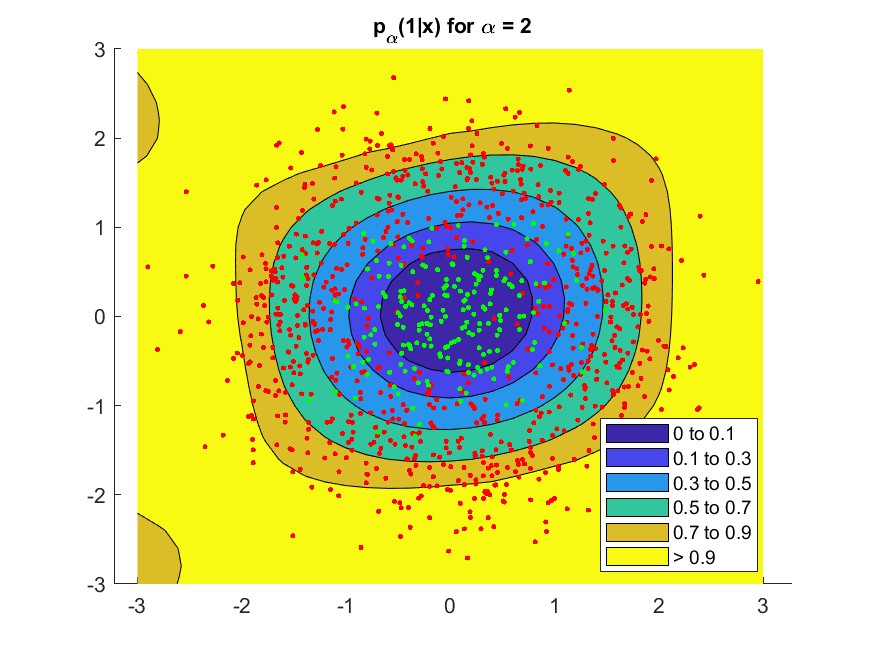 pα(1|x) for α = 2
3
2
1
0
-1
-2
-3
-3 -2 -1 0 1 2 3
0 to 0.1
0.1 to 0.3
0.3 to 0.5
0.5 to 0.7
0.7 to 0.9
> 0.9